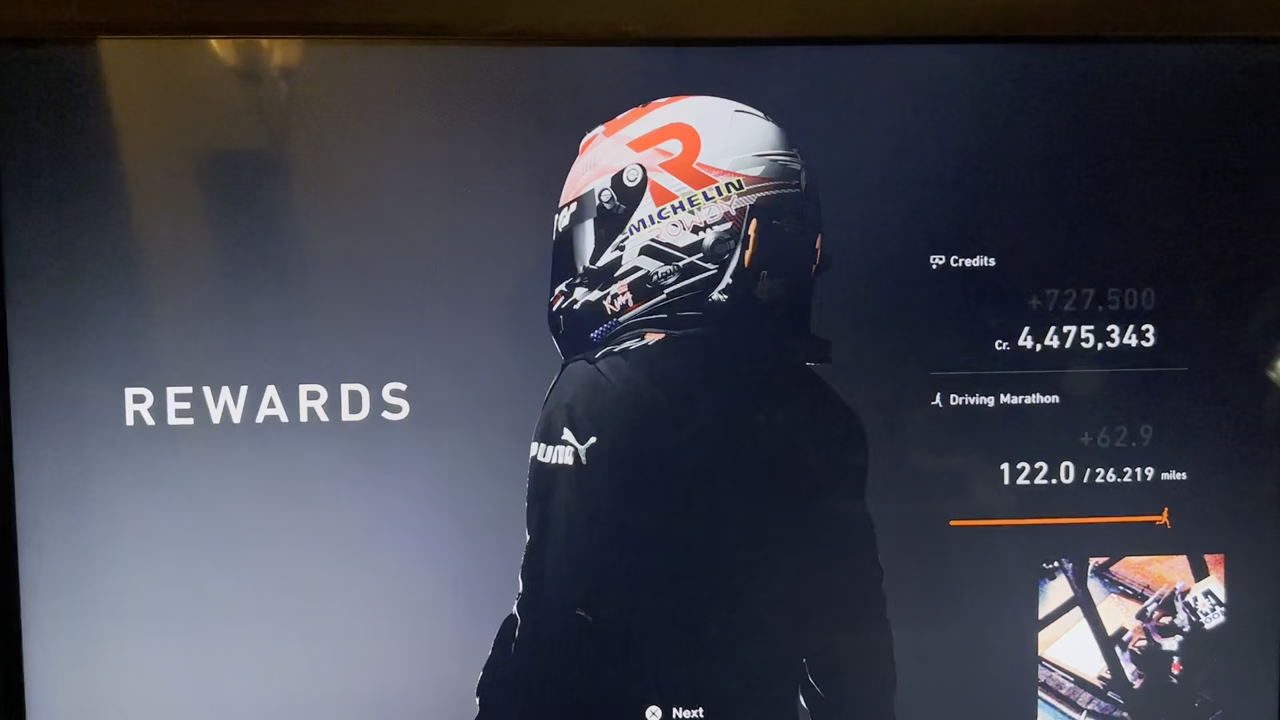 R
MICHELIN
King
REWARDS
PUMA
Credits
+727,500
Cr. 4,475,343
Driving Marathon
+62.9
122.0 / 26.219 miles
Next